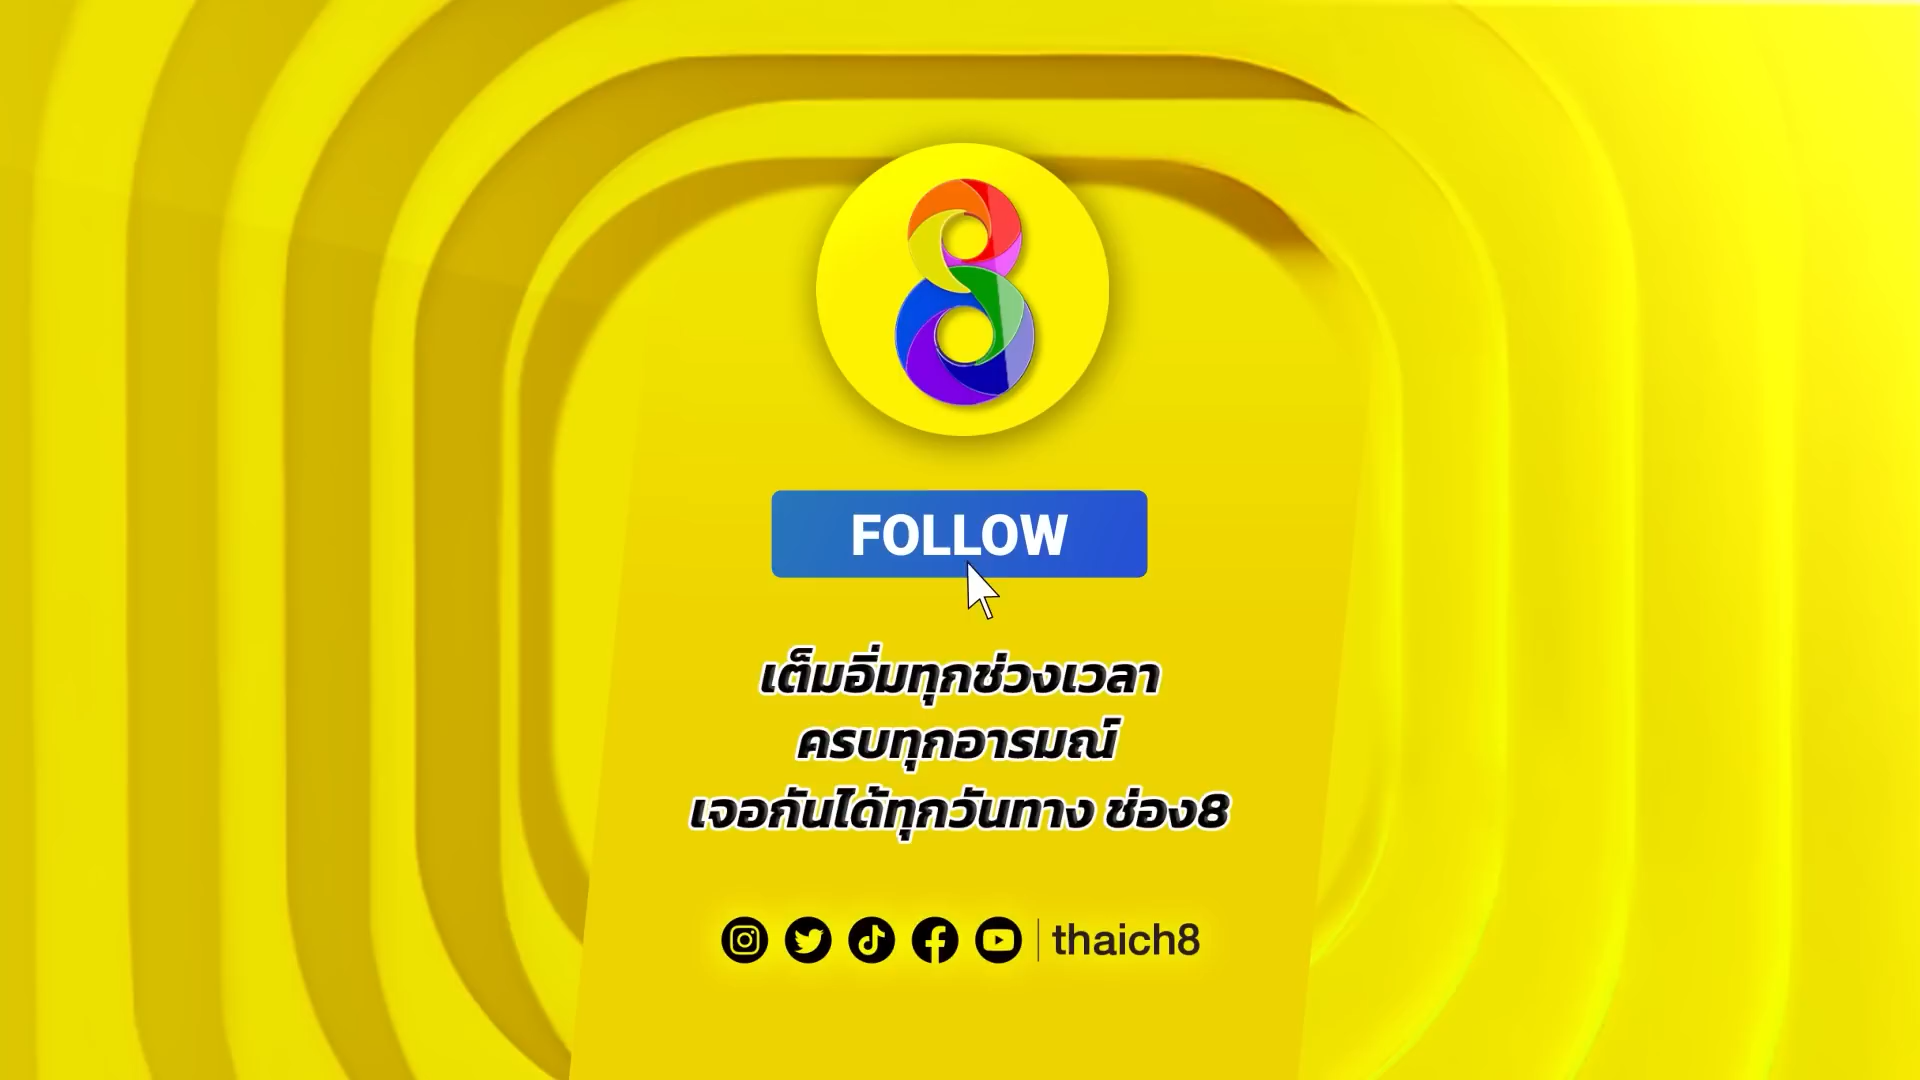 8
FOLLOW
เต็มอิ่มทุกช่วงเวลา
ครบทุกอารมณ์
เจอกันได้ทุกวันทาง ช่อง8
thaich8